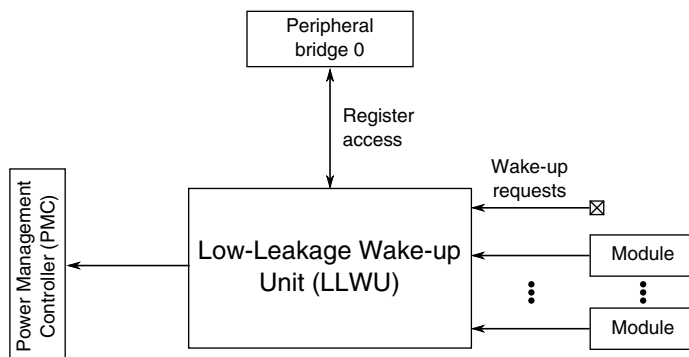 Peripheral
bridge 0
Register
access
Wake-up
requests
Power Management
Controller (PMC)
Low-Leakage Wake-up
Unit (LLWU)
Module
Module